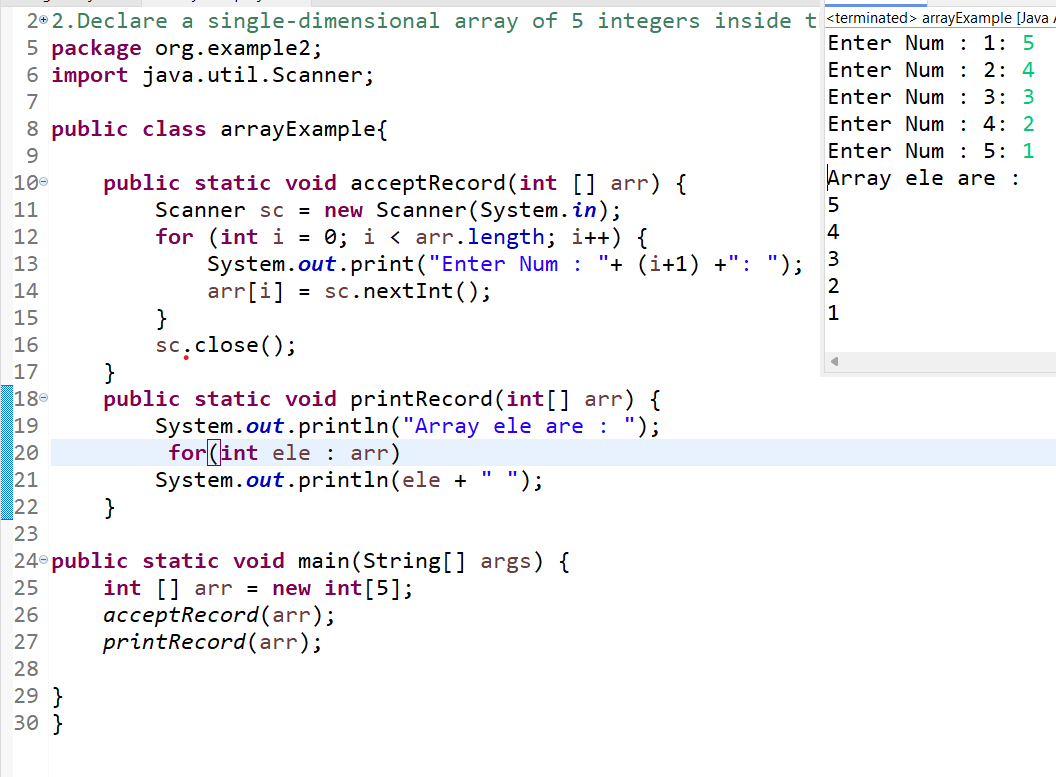 2 2.Declare a single-dimensional array of 5 integers inside t
5 package org.example2;
6 import java.util.Scanner;
7
8 public class arrayExample{
9
10 public static void acceptRecord(int [] arr) {
11 Scanner sc = new Scanner(System.in);
12 for (int i = 0; i < arr.length; i++) {
13 System.out.print("Enter Num : "+ (i+1) +": ");
14 arr[i] = sc.nextInt();
15 }
16 sc.close();
17 }
18 public static void printRecord(int[] arr) {
19 System.out.println("Array ele are : ");
20 for(int ele : arr)
21 System.out.println(ele + " ");
22 }
23
24 public static void main(String[] args) {
25 int [] arr = new int[5];
26 acceptRecord(arr);
27 printRecord(arr);
28
29 }
30 }
<terminated> arrayExample [Java A
Enter Num : 1: 5
Enter Num : 2: 4
Enter Num : 3: 3
Enter Num : 4: 2
Enter Num : 5: 1
Array ele are :
5
4
3
2
1